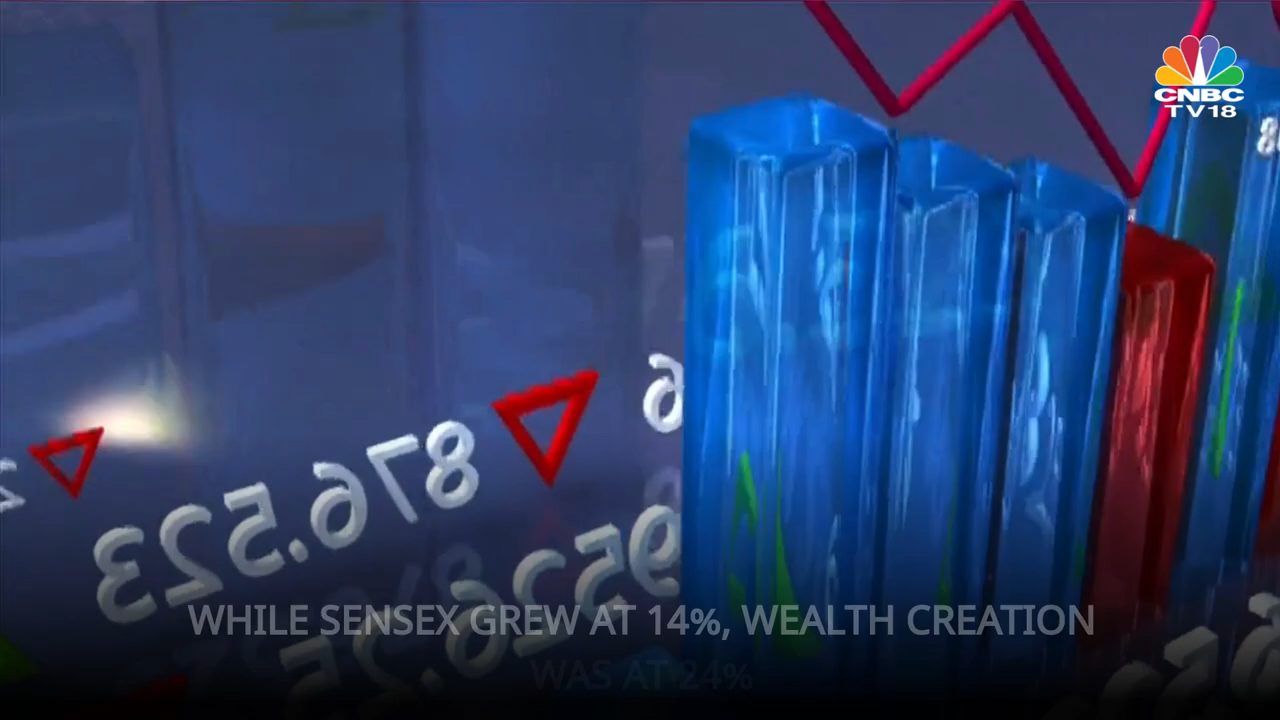 CNBC
TV18
876.523
WHILE SENSEX GREW AT 14%, WEALTH CREATION
WAS AT 24%